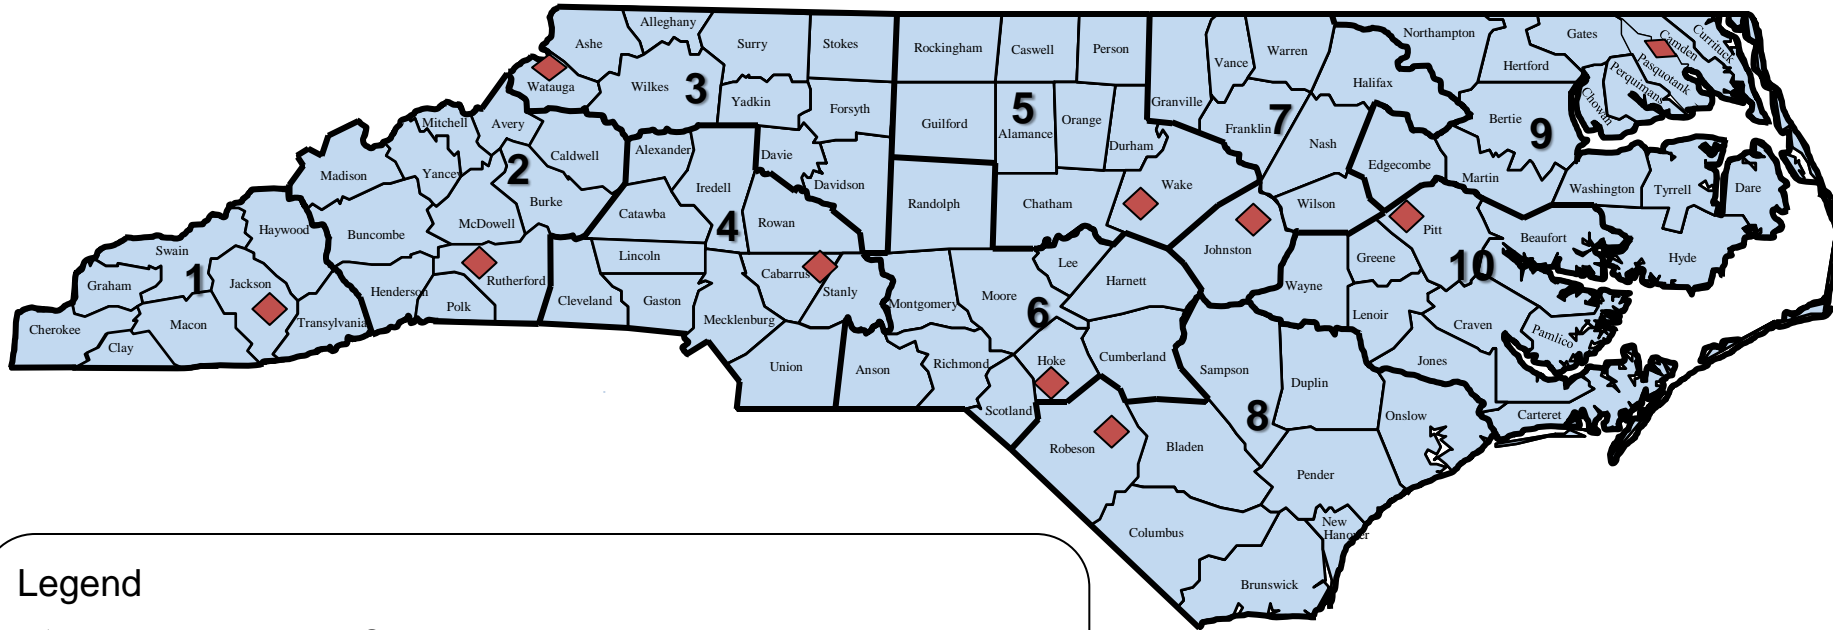 Alleghany
Ashe
Surry
Stokes
Rockingham
Caswell
Person
Vance
Warren
Northampton
Gates
Camden
Currituck
Hertford
Pasquotank
Perquimans
Chowan
Watauga
Wilkes
3
Yadkin
Forsyth
Guilford
5
Alamance
Orange
Durham
Granville
Franklin
7
Halifax
Nash
Bertie
9
Mitchell
Avery
Caldwell
Alexander
Davie
Davidson
Madison
Yancey
2
Burke
Iredell
Randolph
Chatham
Wake
Edgecombe
Martin
Washington
Tyrrell
Dare
Haywood
Buncombe
McDowell
Catawba
4
Rowan
Wilson
Johnston
Pitt
Beaufort
Hyde
Swain
1
Graham
Jackson
Henderson
Rutherford
Lincoln
Cabarrus
Stanly
Montgomery
Moore
Lee
Harnett
Wayne
Greene
10
Cherokee
Clay
Macon
Transylvania
Polk
Cleveland
Gaston
Mecklenburg
6
Lenoir
Craven
Pamlico
Union
Anson
Richmond
Hoke
Cumberland
Sampson
Duplin
Jones
Scotland
Robeson
Bladen
8
Onslow
Carteret
Pender
Columbus
New
Hanover
Brunswick
Legend